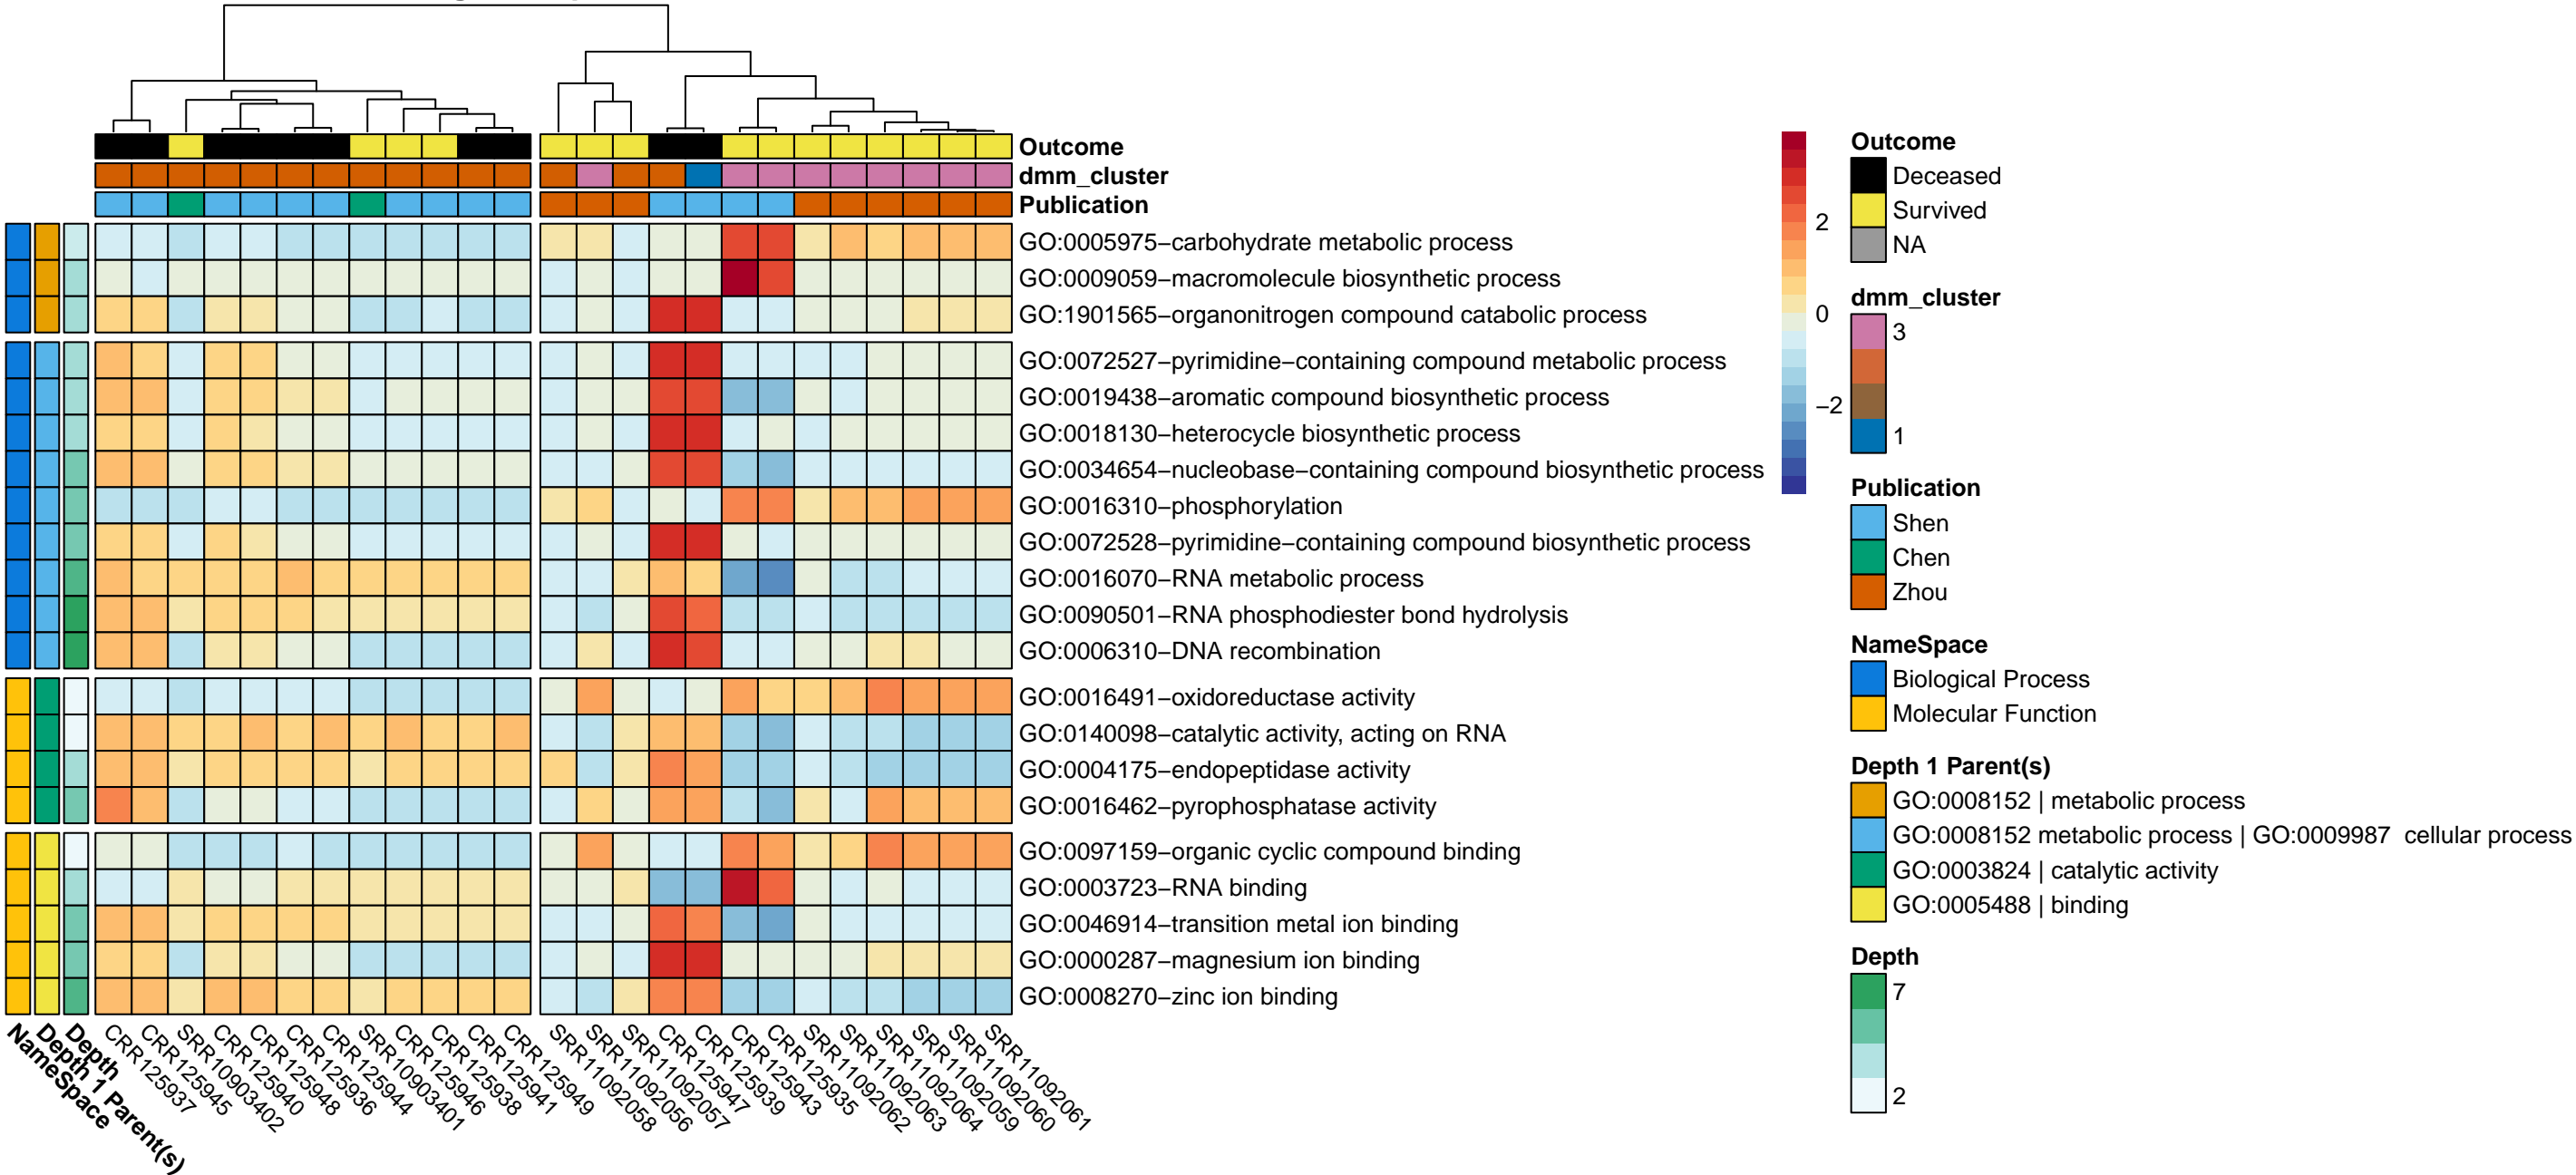 Outcome
dmm_cluster
Publication
GO:0005975−carbohydrate metabolic process
GO:0009059−macromolecule biosynthetic process
GO:1901565−organonitrogen compound catabolic process
GO:0072527−pyrimidine−containing compound metabolic process
GO:0019438−aromatic compound biosynthetic process
GO:0018130−heterocycle biosynthetic process
GO:0034654−nucleobase−containing compound biosynthetic process
GO:0016310−phosphorylation
GO:0072528−pyrimidine−containing compound biosynthetic process
GO:0016070−RNA metabolic process
GO:0090501−RNA phosphodiester bond hydrolysis
GO:0006310−DNA recombination
GO:0016491−oxidoreductase activity
GO:0140098−catalytic activity, acting on RNA
GO:0004175−endopeptidase activity
GO:0016462−pyrophosphatase activity
GO:0097159−organic cyclic compound binding
GO:0003723−RNA binding
GO:0046914−transition metal ion binding
GO:0000287−magnesium ion binding
GO:0008270−zinc ion binding
NameSpace
Depth 1 Parent(s)
Depth
CRR125937
CRR125945
SRR10903402
CRR125940
CRR125948
CRR125936
CRR125944
SRR10903401
CRR125946
CRR125938
CRR125941
CRR125949
SRR11092058
SRR11092056
SRR11092057
CRR125947
CRR125939
CRR125943
CRR125935
SRR11092062
SRR11092063
SRR11092064
SRR11092059
SRR11092060
SRR11092061
2
0
−2
Outcome
Deceased
Survived
NA
dmm_cluster
3
1
Publication
Shen
Chen
Zhou
NameSpace
Biological Process
Molecular Function
Depth 1 Parent(s)
GO:0008152 | metabolic process
GO:0008152 metabolic process | GO:0009987 cellular process
GO:0003824 | catalytic activity
GO:0005488 | binding
Depth
7
2